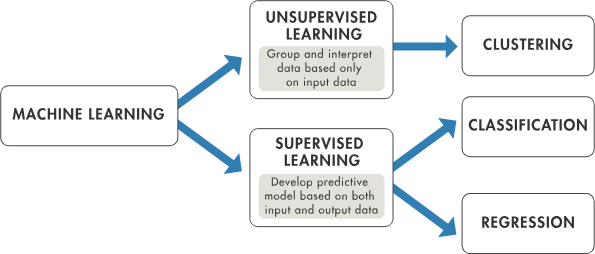 MACHINE LEARNING
UNSUPERVISED
LEARNING
Group and interpret
data based only
on input data
CLUSTERING
SUPERVISED
LEARNING
Develop predictive
model based on both
input and output data
CLASSIFICATION
REGRESSION